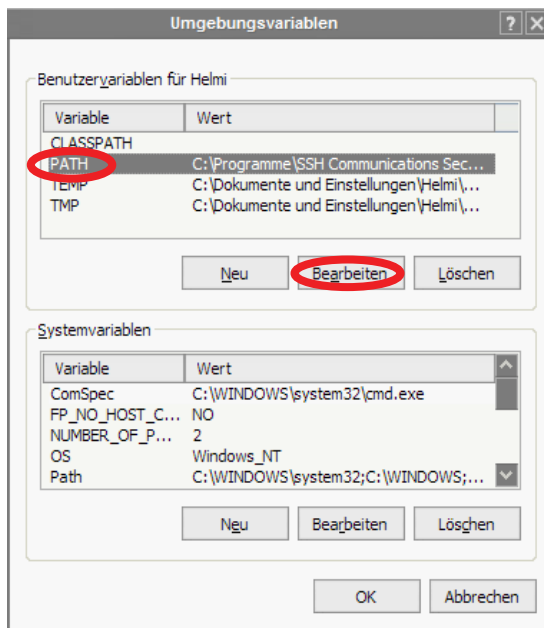 Umgebungsvariablen
Benutzervariablen für Helmi
Variable Wert
CLASSPATH
PATH C:\Programme\SSH Communications Sec...
TEMP C:\Dokumente und Einstellungen\Helmi\...
TMP C:\Dokumente und Einstellungen\Helmi\...
Neu Bearbeiten Löschen
Systemvariablen
Variable Wert
ComSpec C:\WINDOWS\system32\cmd.exe
FP_NO_HOST_C... NO
NUMBER_OF_P... 2
OS Windows_NT
Path C:\WINDOWS\system32;C:\WINDOWS;...
Neu Bearbeiten Löschen
OK Abbrechen